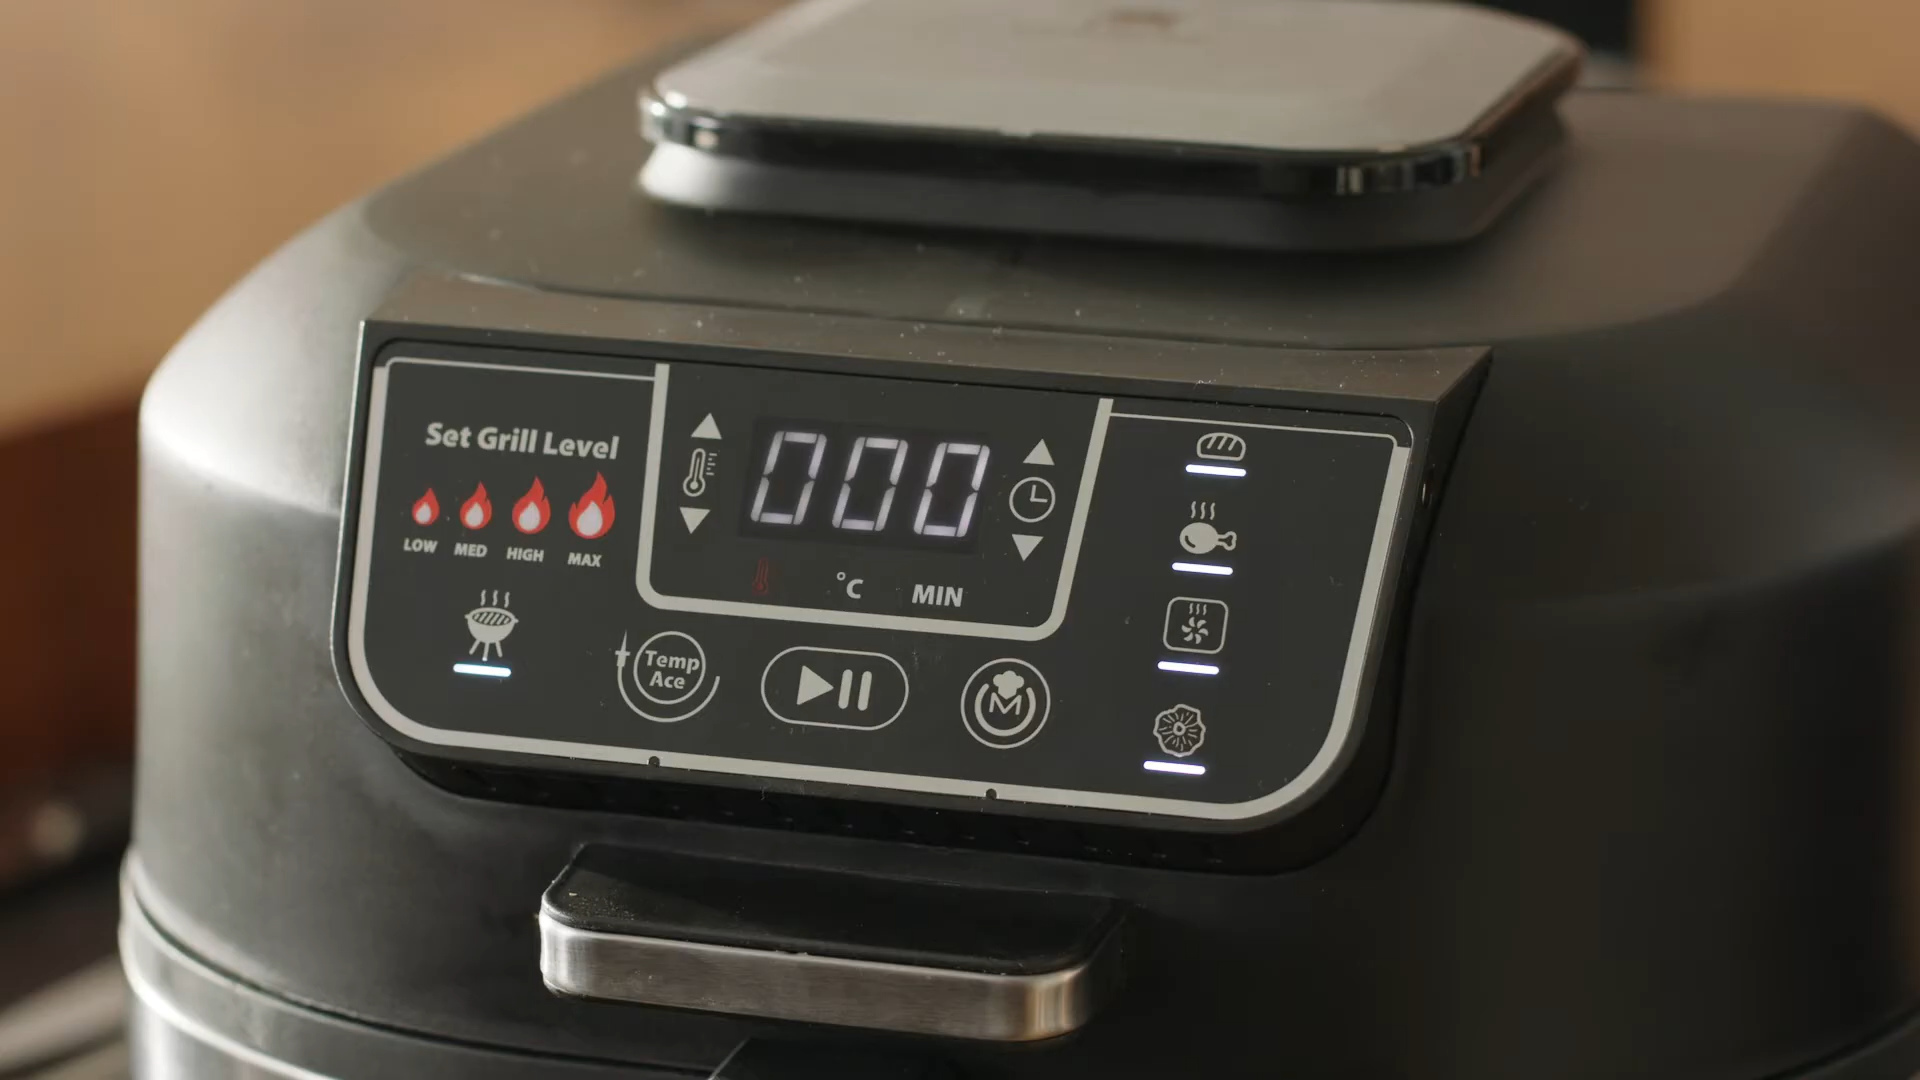 Set Grill Level
LOW MED HIGH MAX
000
°C MIN
Temp
Ace
M